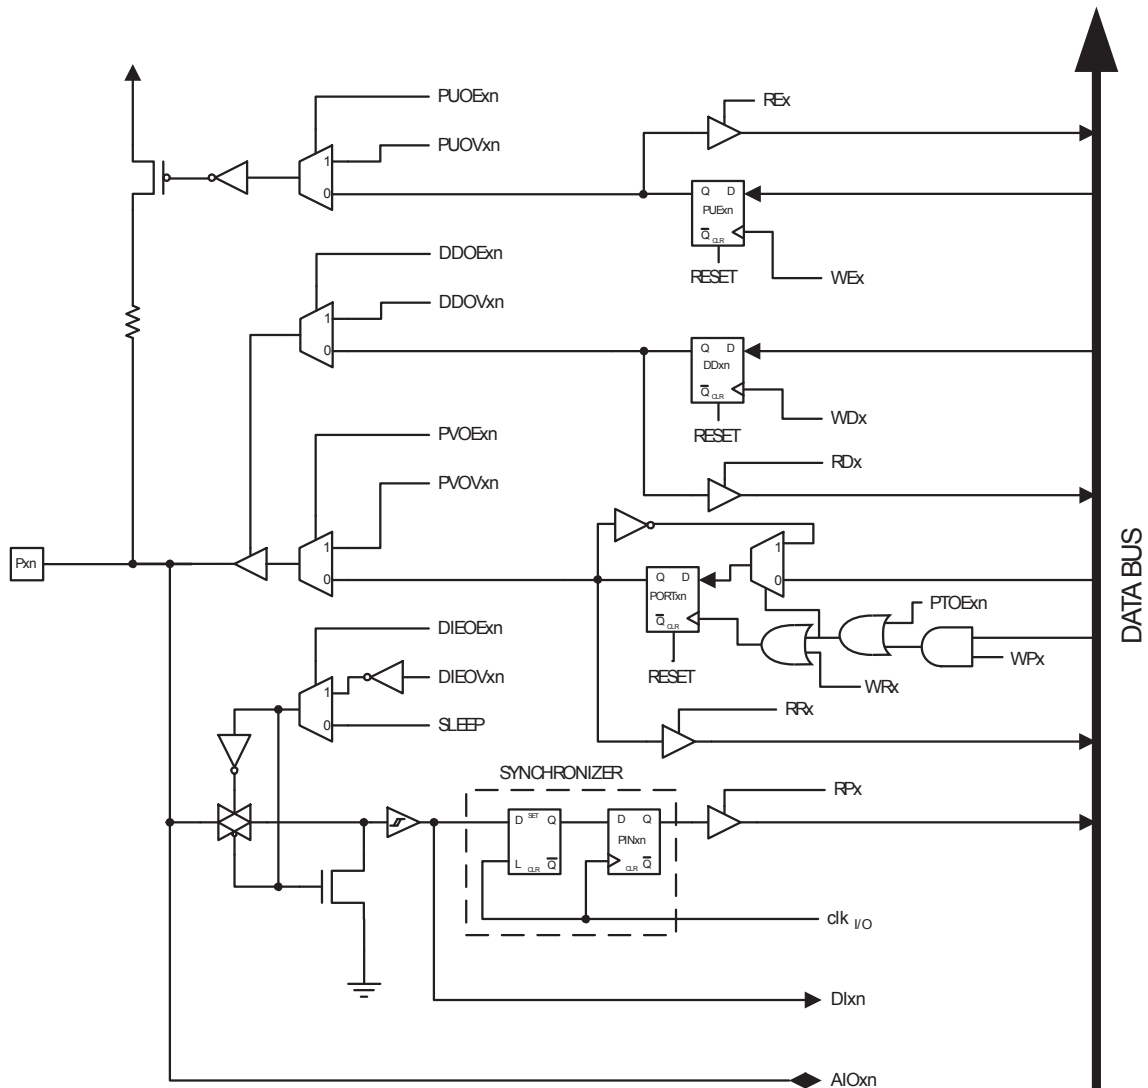 PUOExn
REx
PUOVxn
1
0
Q D
PUExn
Q CLR
RESET
WEx
DDOExn
DDOVxn
1
0
Q D
DDxn
Q CLR
RESET
WDx
PVOExn
RDx
PVOVxn
1
0
Pxn
1
0
Q D
PORTxn
Q CLR
RESET
PTOExn
WPx
WRx
DATA BUS
DIEOExn
DIEOVxn
1
0
SLEEP
RRx
SYNCHRONIZER
RPx
D SET Q
L CLR Q
D Q
PINxn
CLR Q
clk I/O
DIxn
AIOxn